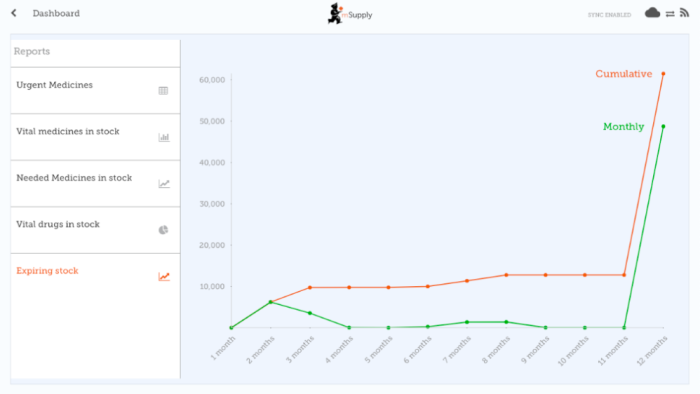 Dashboard
mSupply
SYNC ENABLED
Reports
Urgent Medicines
Vital medicines in stock
Needed Medicines in stock
Vital drugs in stock
Expiring stock
Cumulative
Monthly
60,000
50,000
40,000
30,000
20,000
10,000
1 month
2 months
3 months
4 months
5 months
6 months
7 months
8 months
9 months
10 months
11 months
12 months